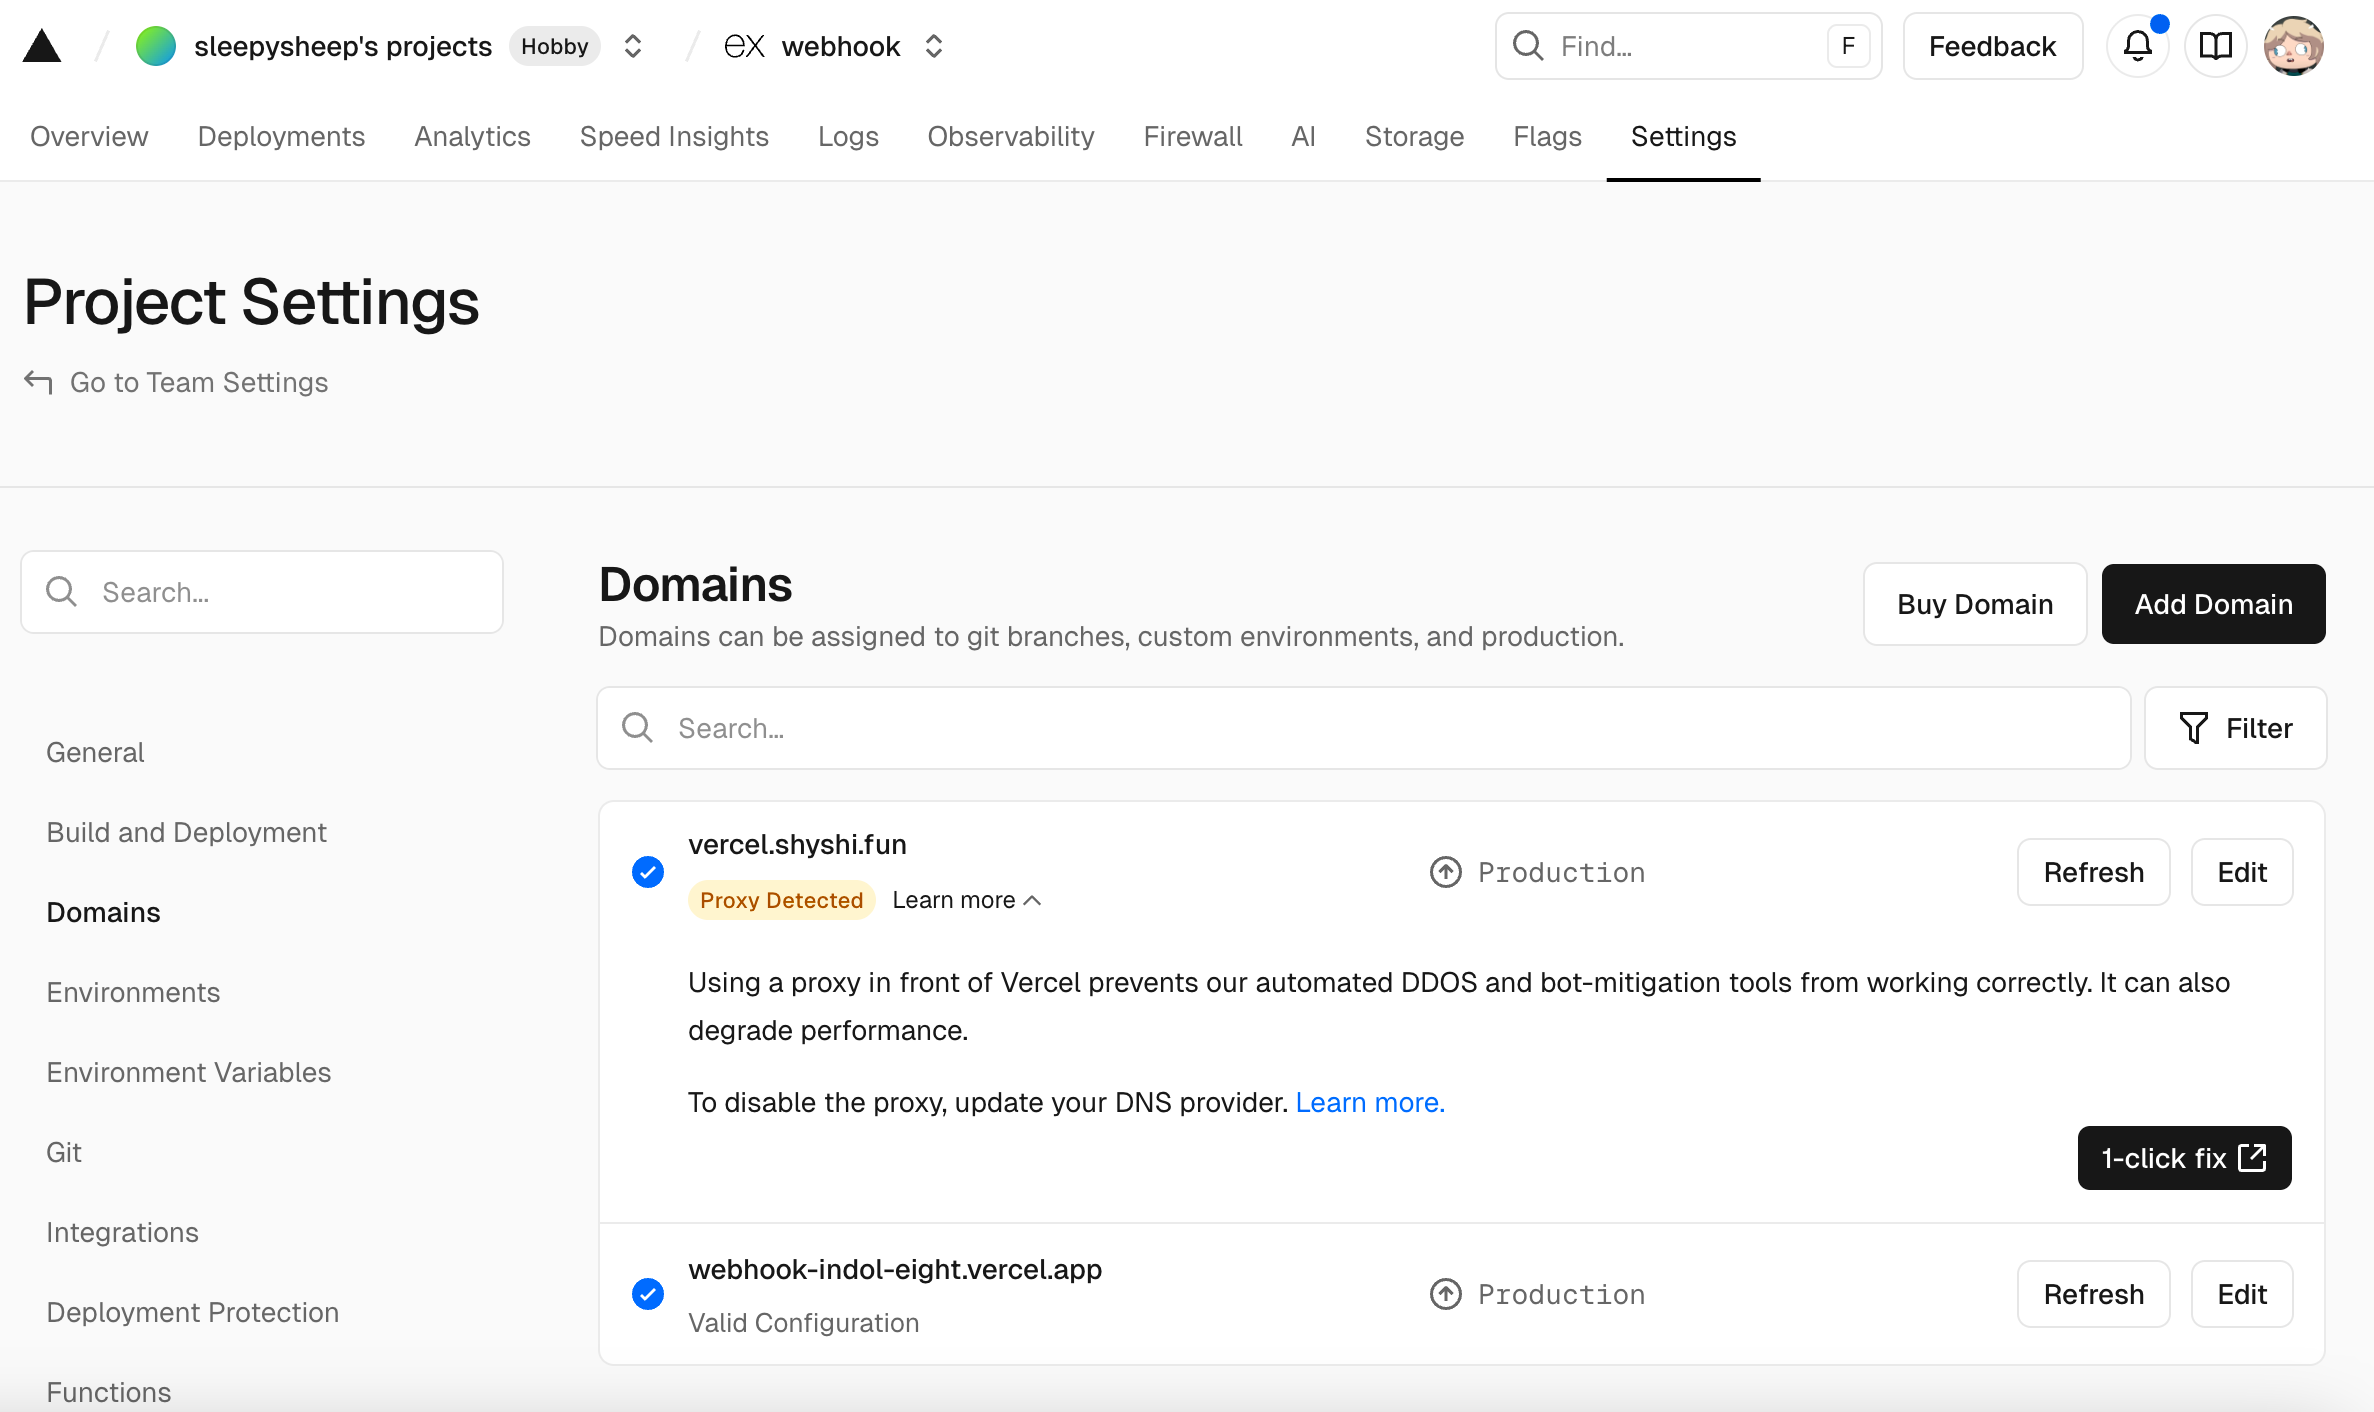 sleepysheep's projects Hobby
ex webhook
Find... F
Feedback
Overview Deployments Analytics Speed Insights Logs Observability Firewall AI Storage Flags Settings
Project Settings
Go to Team Settings
Search...
General
Build and Deployment
Domains
Environments
Environment Variables
Git
Integrations
Deployment Protection
Functions
Domains
Domains can be assigned to git branches, custom environments, and production.
Buy Domain
Add Domain
Search...
Filter
vercel.shyshi.fun
Proxy Detected Learn more
Production
Refresh
Edit
Using a proxy in front of Vercel prevents our automated DDOS and bot-mitigation tools from working correctly. It can also
degrade performance.
To disable the proxy, update your DNS provider. Learn more.
1-click fix
webhook-indol-eight.vercel.app
Valid Configuration
Production
Refresh
Edit